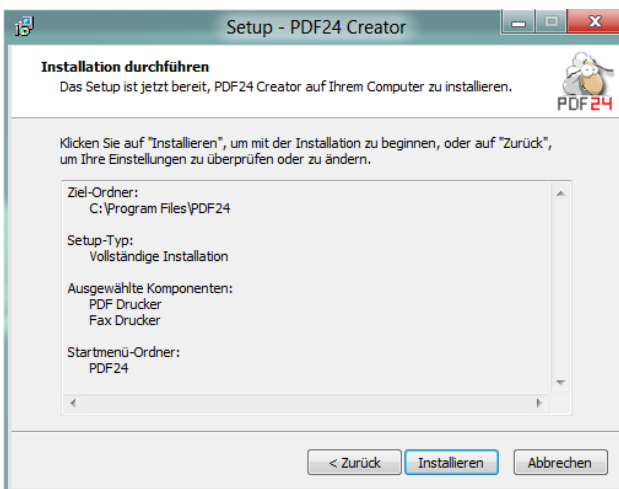 Setup - PDF24 Creator
Installation durchführen
Das Setup ist jetzt bereit, PDF24 Creator auf Ihrem Computer zu installieren.
PDF24
Klicken Sie auf "Installieren", um mit der Installation zu beginnen, oder auf "Zurück",
um Ihre Einstellungen zu überprüfen oder zu ändern.
Ziel-Ordner:
C:\Program Files\PDF24
Setup-Typ:
Vollständige Installation
Ausgewählte Komponenten:
PDF Drucker
Fax Drucker
Startmenü-Ordner:
PDF24
< Zurück
Installieren
Abbrechen